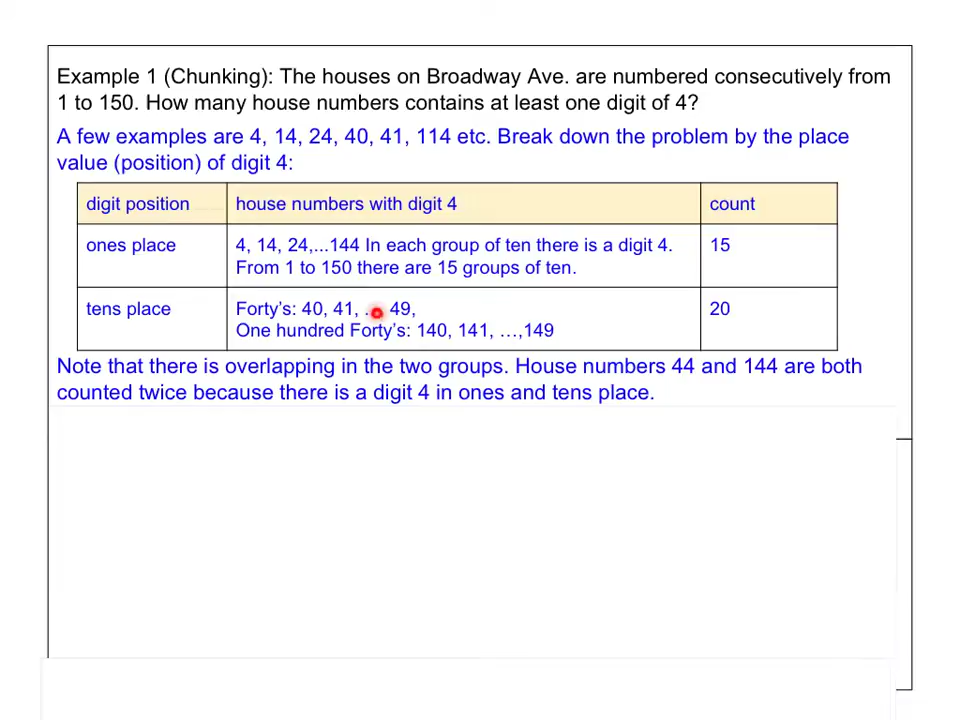 Example 1 (Chunking): The houses on Broadway Ave. are numbered consecutively from
1 to 150. How many house numbers contains at least one digit of 4?
A few examples are 4, 14, 24, 40, 41, 114 etc. Break down the problem by the place
value (position) of digit 4:
digit position house numbers with digit 4 count
ones place 4, 14, 24,...144 In each group of ten there is a digit 4. 15
From 1 to 150 there are 15 groups of ten.
tens place Forty's: 40, 41, 49, 20
One hundred Forty's: 140, 141, …,149
Note that there is overlapping in the two groups. House numbers 44 and 144 are both
counted twice because there is a digit 4 in ones and tens place.